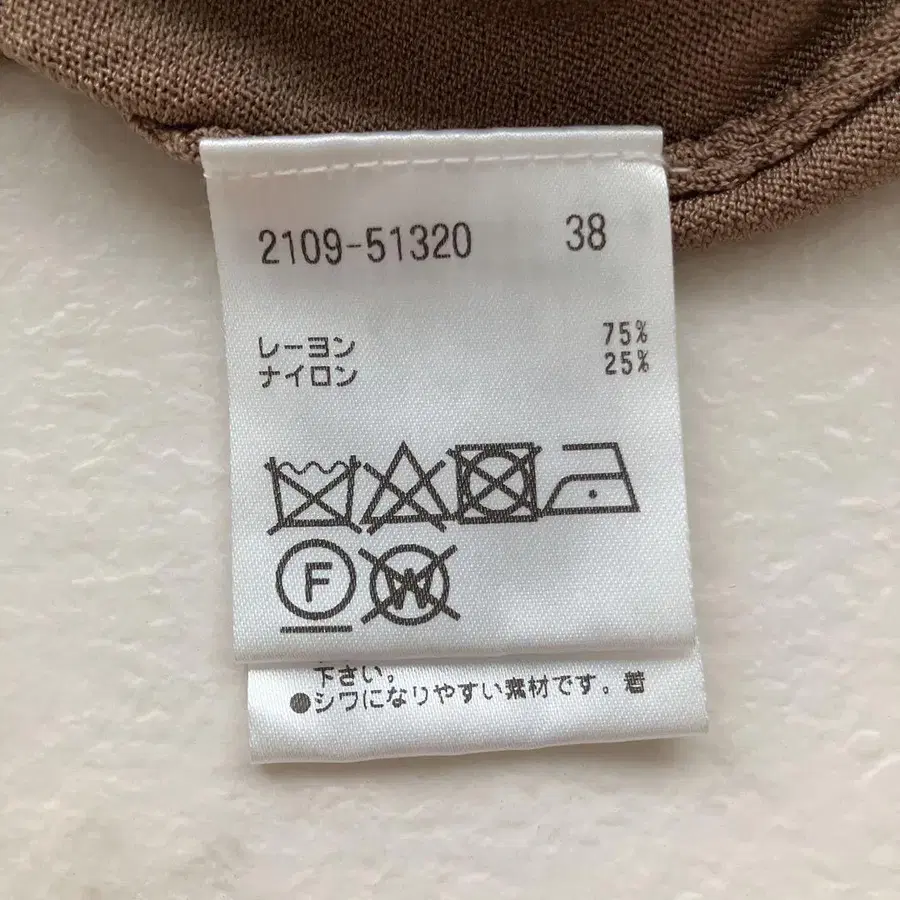 2109-51320 38
レーヨン 75%
ナイロン 25%
F
W
下さい。
●シワになりやすい素材です。着